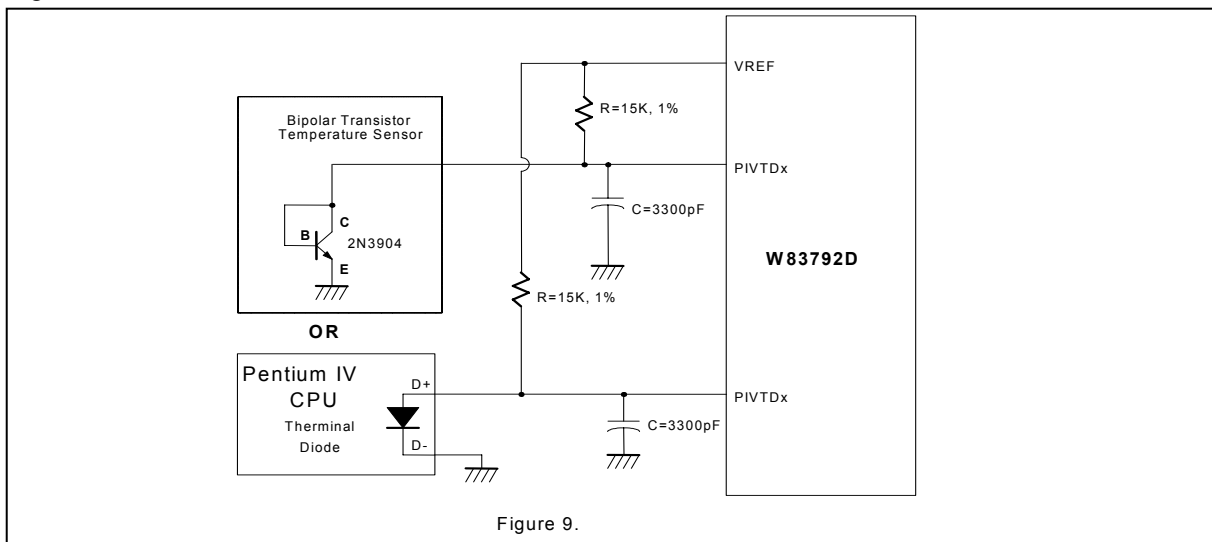 VREF
R=15K, 1%
Bipolar Transistor
Temperature Sensor
PIVTDx
C=3300pF
C
B
2N3904
E
W83792D
R=15K, 1%
OR
Pentium IV
CPU
Therminal
Diode
D+
D-
PIVTDx
C=3300pF
Figure 9.